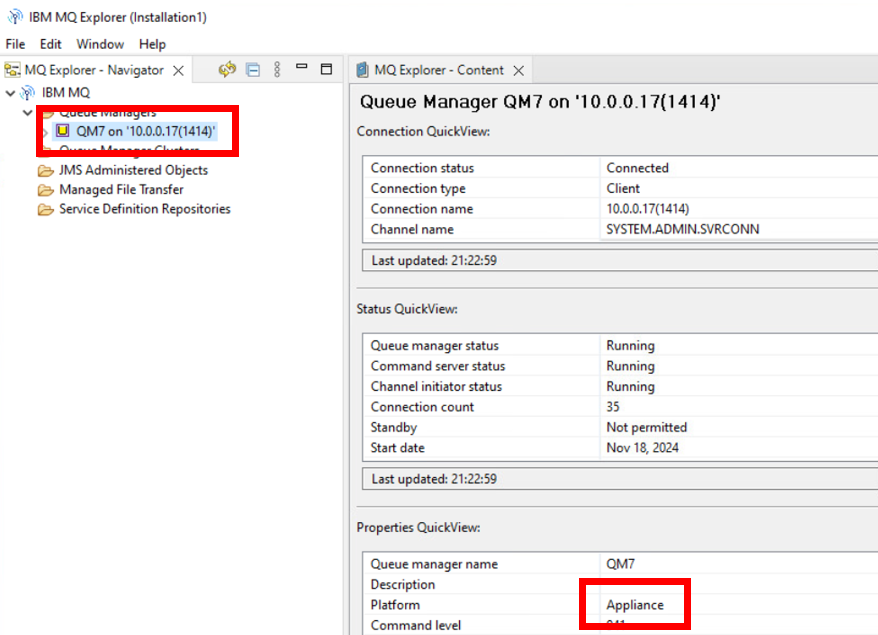 IBM MQ Explorer (Installation1)
File Edit Window Help
MQ Explorer - Navigator
IBM MQ
Queue Managers
QM7 on '10.0.0.17(1414)'
Queue Manager Clusters
JMS Administered Objects
Managed File Transfer
Service Definition Repositories
MQ Explorer - Content
Queue Manager QM7 on '10.0.0.17(1414)'
Connection QuickView:
Connection status Connected
Connection type Client
Connection name 10.0.0.17(1414)
Channel name SYSTEM.ADMIN.SVRCONN
Last updated: 21:22:59
Status QuickView:
Queue manager status Running
Command server status Running
Channel initiator status Running
Connection count 35
Standby Not permitted
Start date Nov 18, 2024
Last updated: 21:22:59
Properties QuickView:
Queue manager name QM7
Description
Platform Appliance
Command level